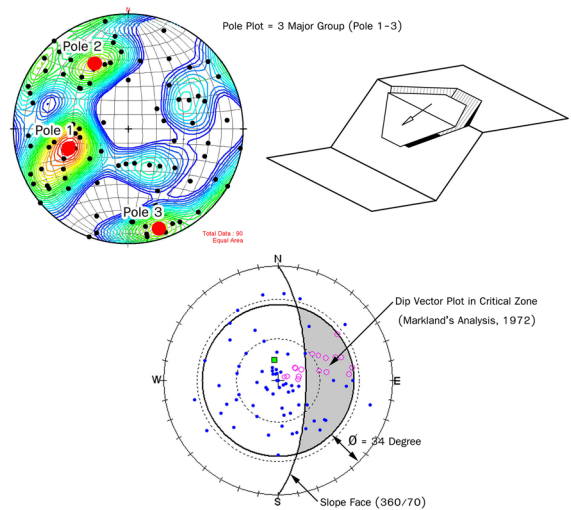 Pole Plot = 3 Major Group (Pole 1-3)
N
Pole 2
Pole 1
Pole 3
Total Data : 90
Equal Area
N
Dip Vector Plot in Critical Zone
(Markland's Analysis, 1972)
W
E
Ø = 34 Degree
S
Slope Face (360/70)